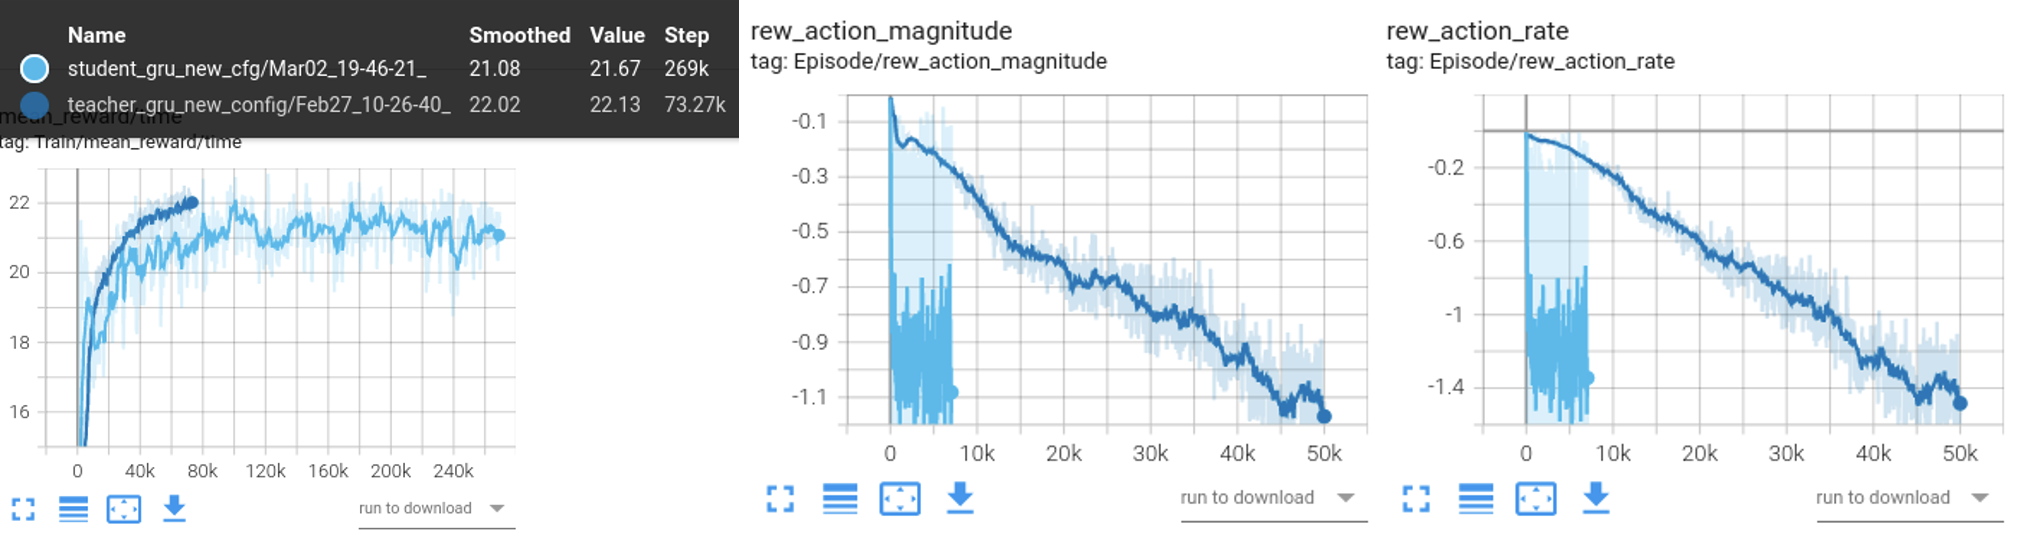 Name Smoothed Value Step
student_gru_new_cfg/Mar02_19-46-21_ 21.08 21.67 269k
teacher_gru_new_config/Feb27_10-26-40_ 22.02 22.13 73.27k
mean_reward/time
tag: Train/mean_reward/time
22
20
18
16
0 40k 80k 120k 160k 200k 240k
run to download
rew_action_magnitude
tag: Episode/rew_action_magnitude
-0.1
-0.3
-0.5
-0.7
-0.9
-1.1
0 10k 20k 30k 40k 50k
run to download
rew_action_rate
tag: Episode/rew_action_rate
-0.2
-0.6
-1
-1.4
0 10k 20k 30k 40k 50k
run to download